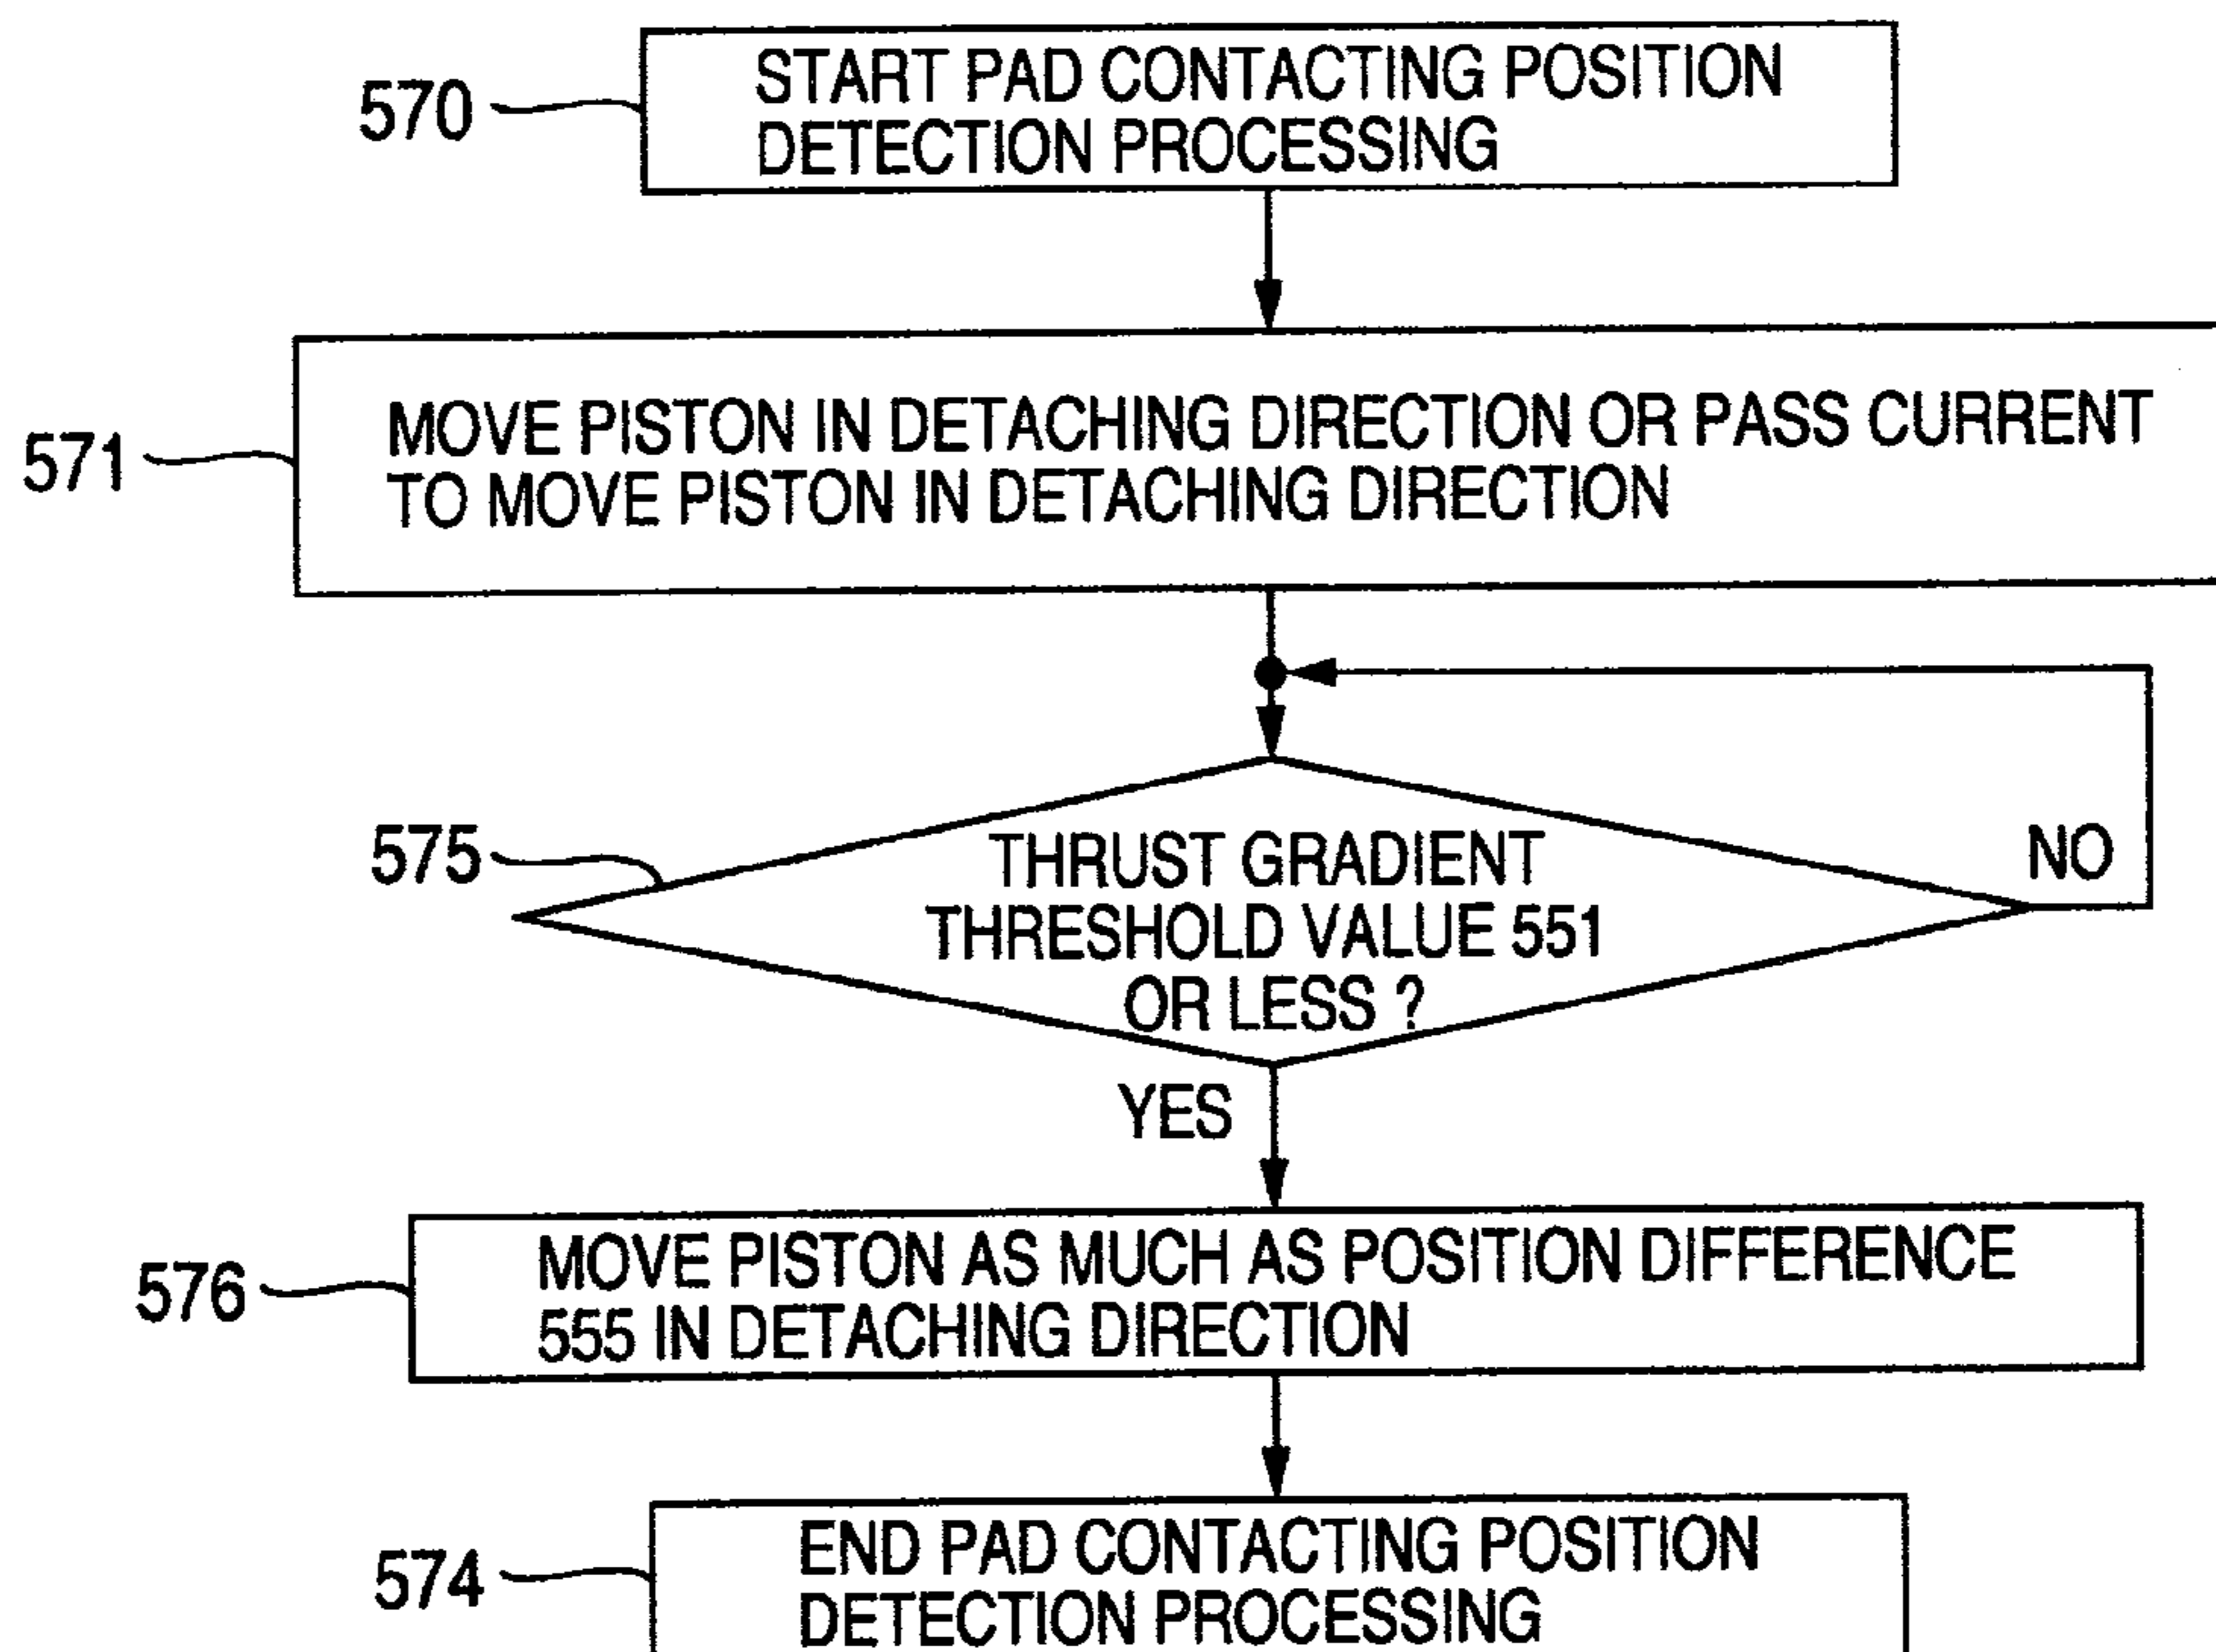 570
START PAD CONTACTING POSITION
DETECTION PROCESSING
571
MOVE PISTON IN DETACHING DIRECTION OR PASS CURRENT
TO MOVE PISTON IN DETACHING DIRECTION
575
THRUST GRADIENT
THRESHOLD VALUE 551
OR LESS ?
NO
YES
576
MOVE PISTON AS MUCH AS POSITION DIFFERENCE
555 IN DETACHING DIRECTION
574
END PAD CONTACTING POSITION
DETECTION PROCESSING